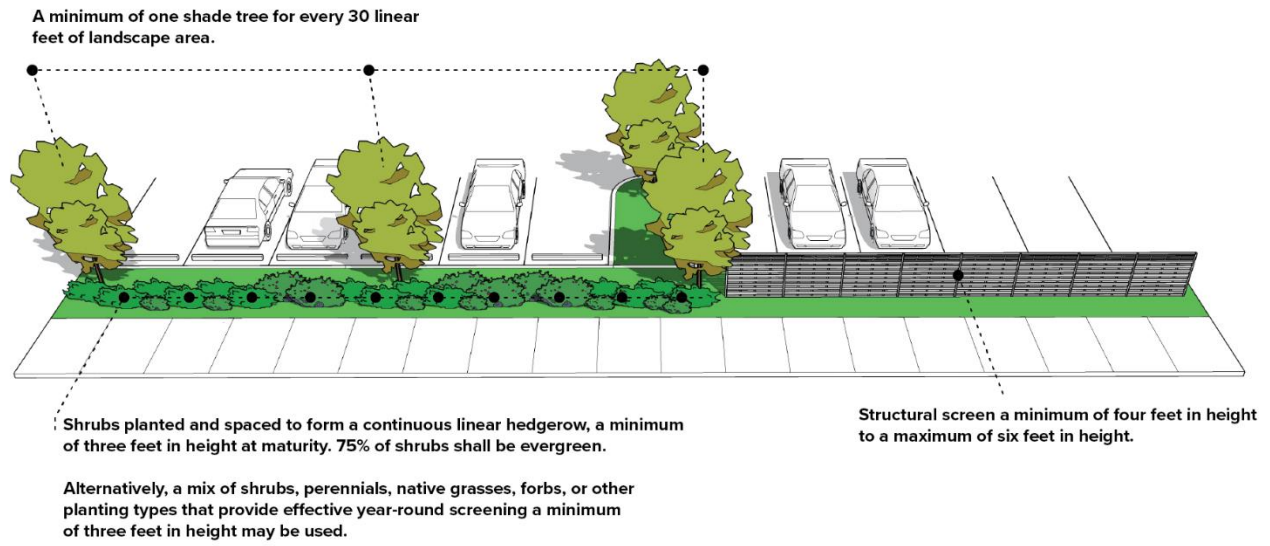 A minimum of one shade tree for every 30 linear
feet of landscape area.
Shrubs planted and spaced to form a continuous linear hedgerow, a minimum
of three feet in height at maturity. 75% of shrubs shall be evergreen.
Alternatively, a mix of shrubs, perennials, native grasses, forbs, or other
planting types that provide effective year-round screening a minimum
of three feet in height may be used.
Structural screen a minimum of four feet in height
to a maximum of six feet in height.